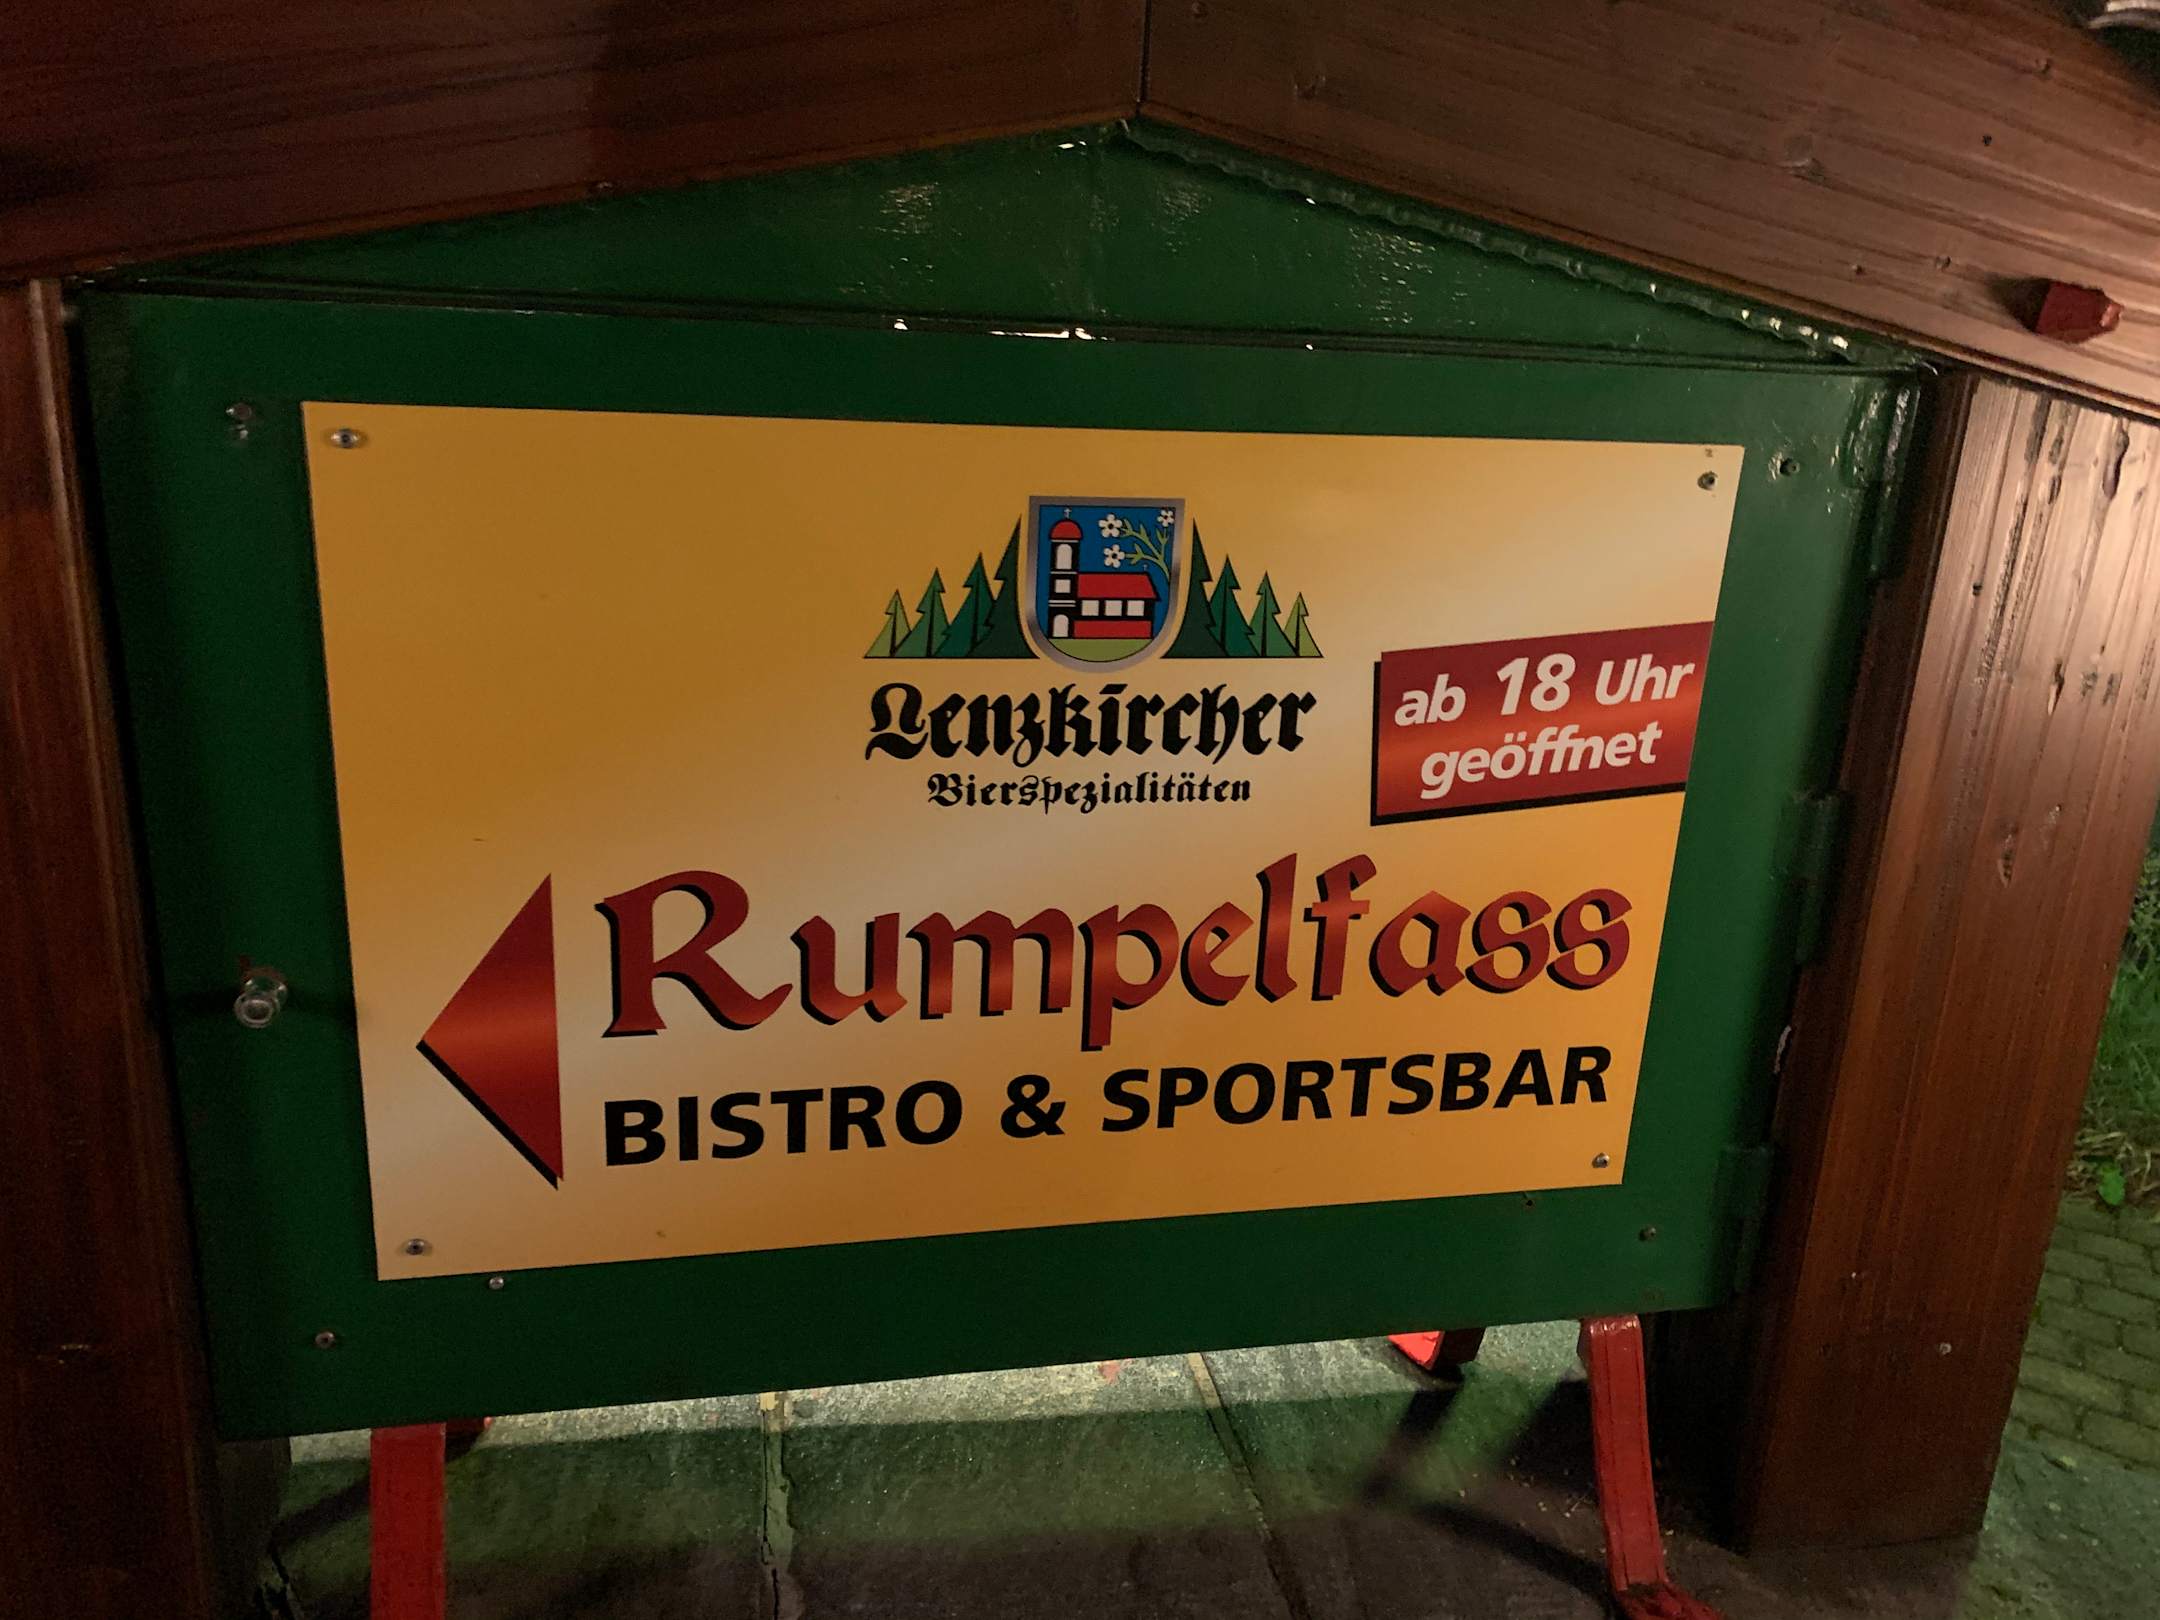 Lenzkircher
Bierspezialitäten
ab 18 Uhr
geöffnet
Rumpelfass
BISTRO & SPORTSBAR